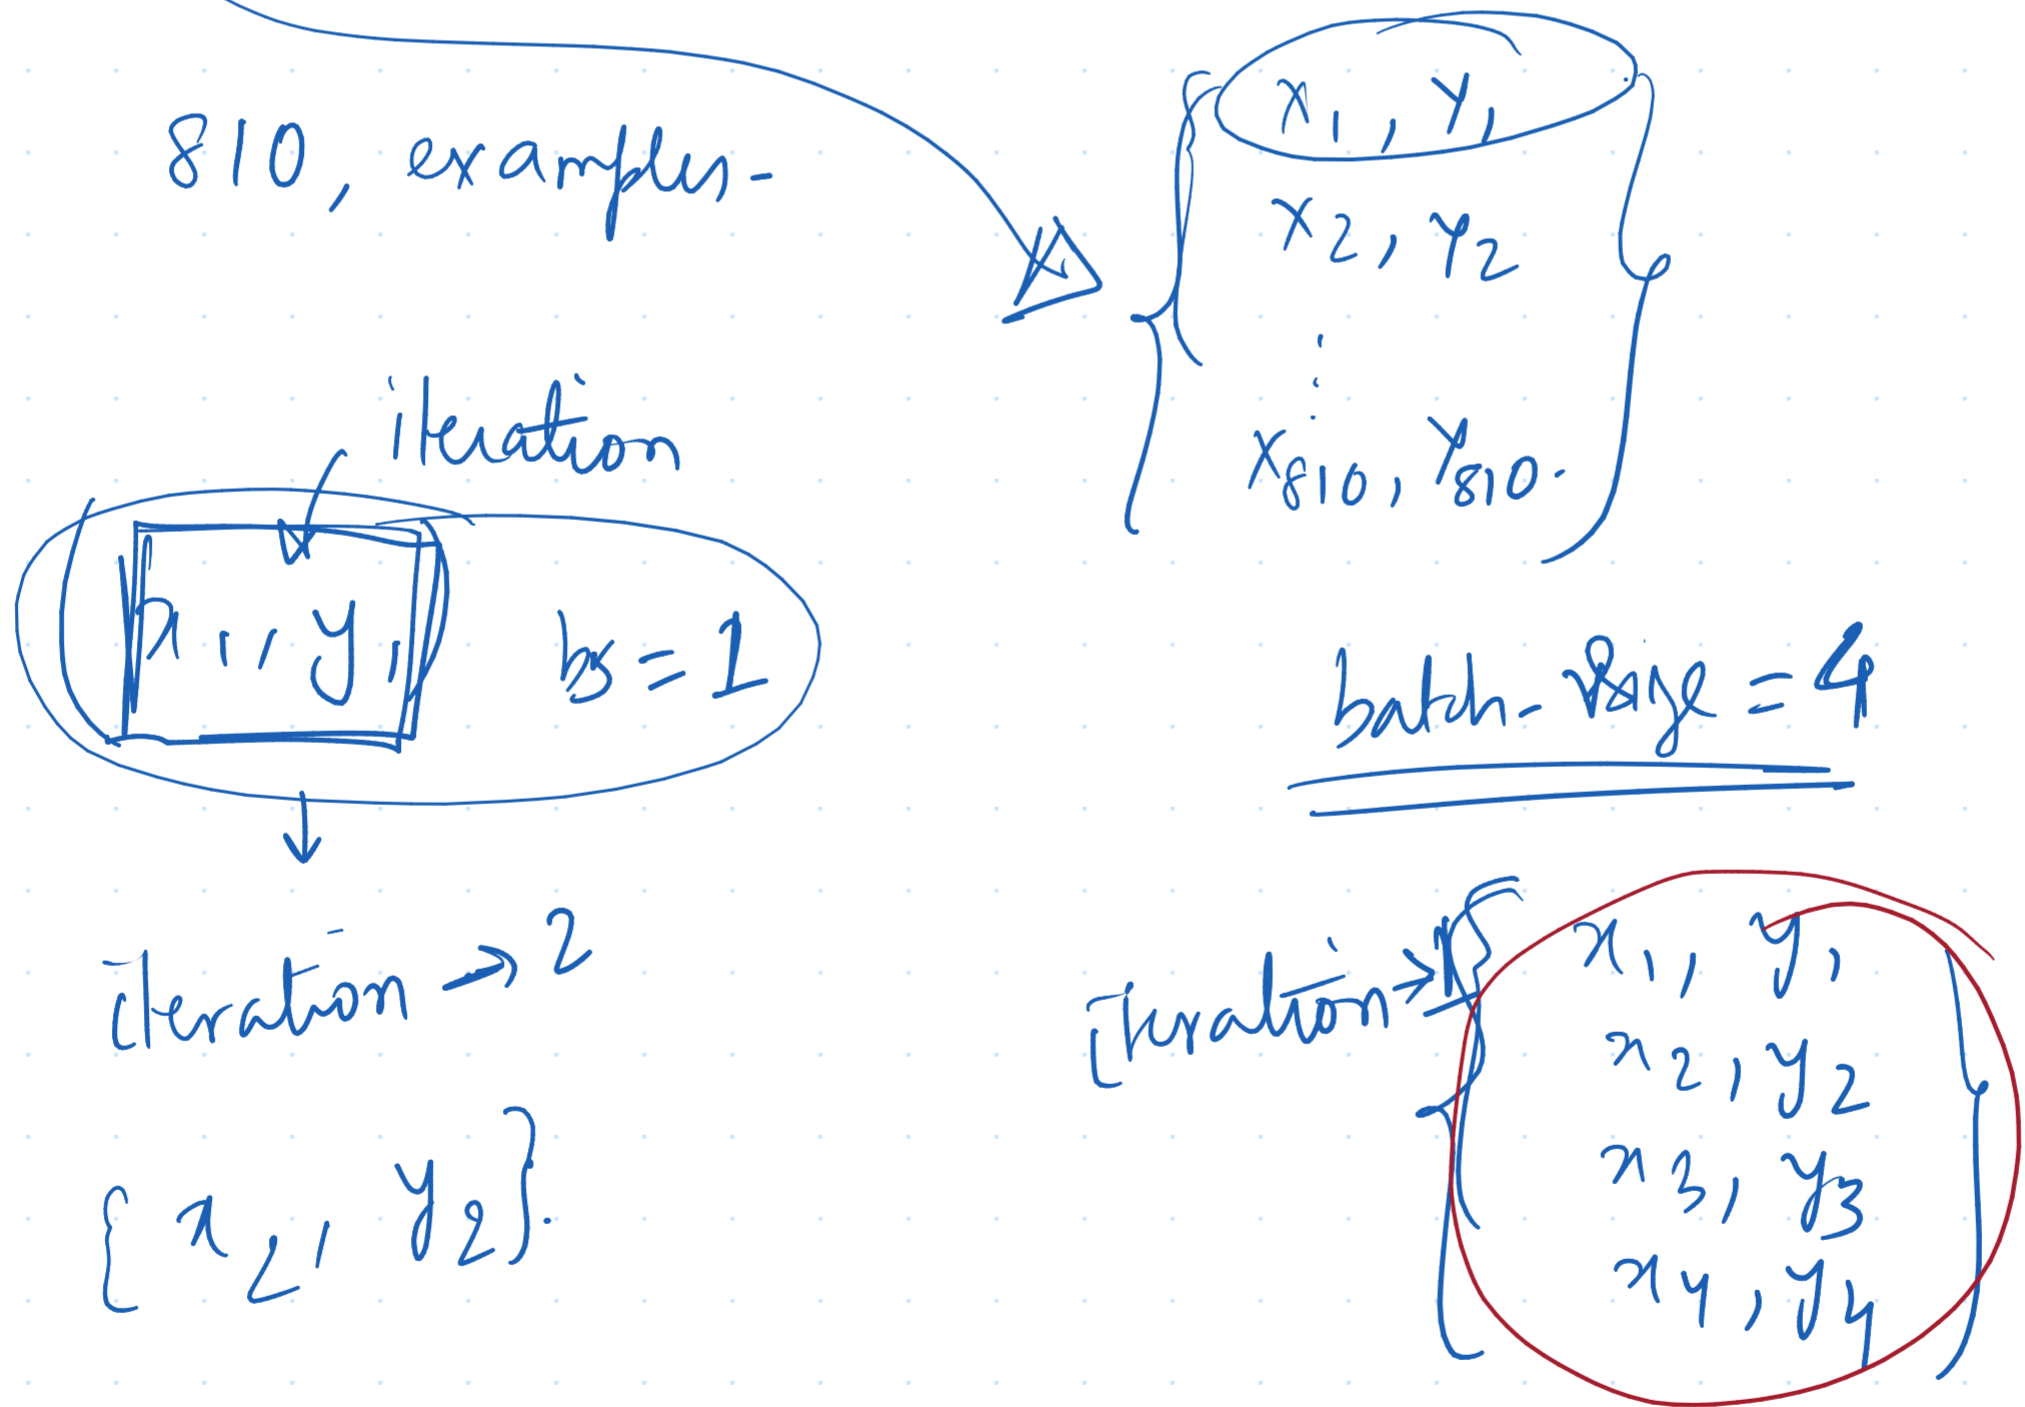 810, examples.
x1, y1
x2, y2
⋮
x810, y810.
iteration
x1, y1 bs = 1
batch-size = 4
iteration → 2
{ x2, y2 }.
iteration → 1
x1, y1
x2, y2
x3, y3
x4, y4